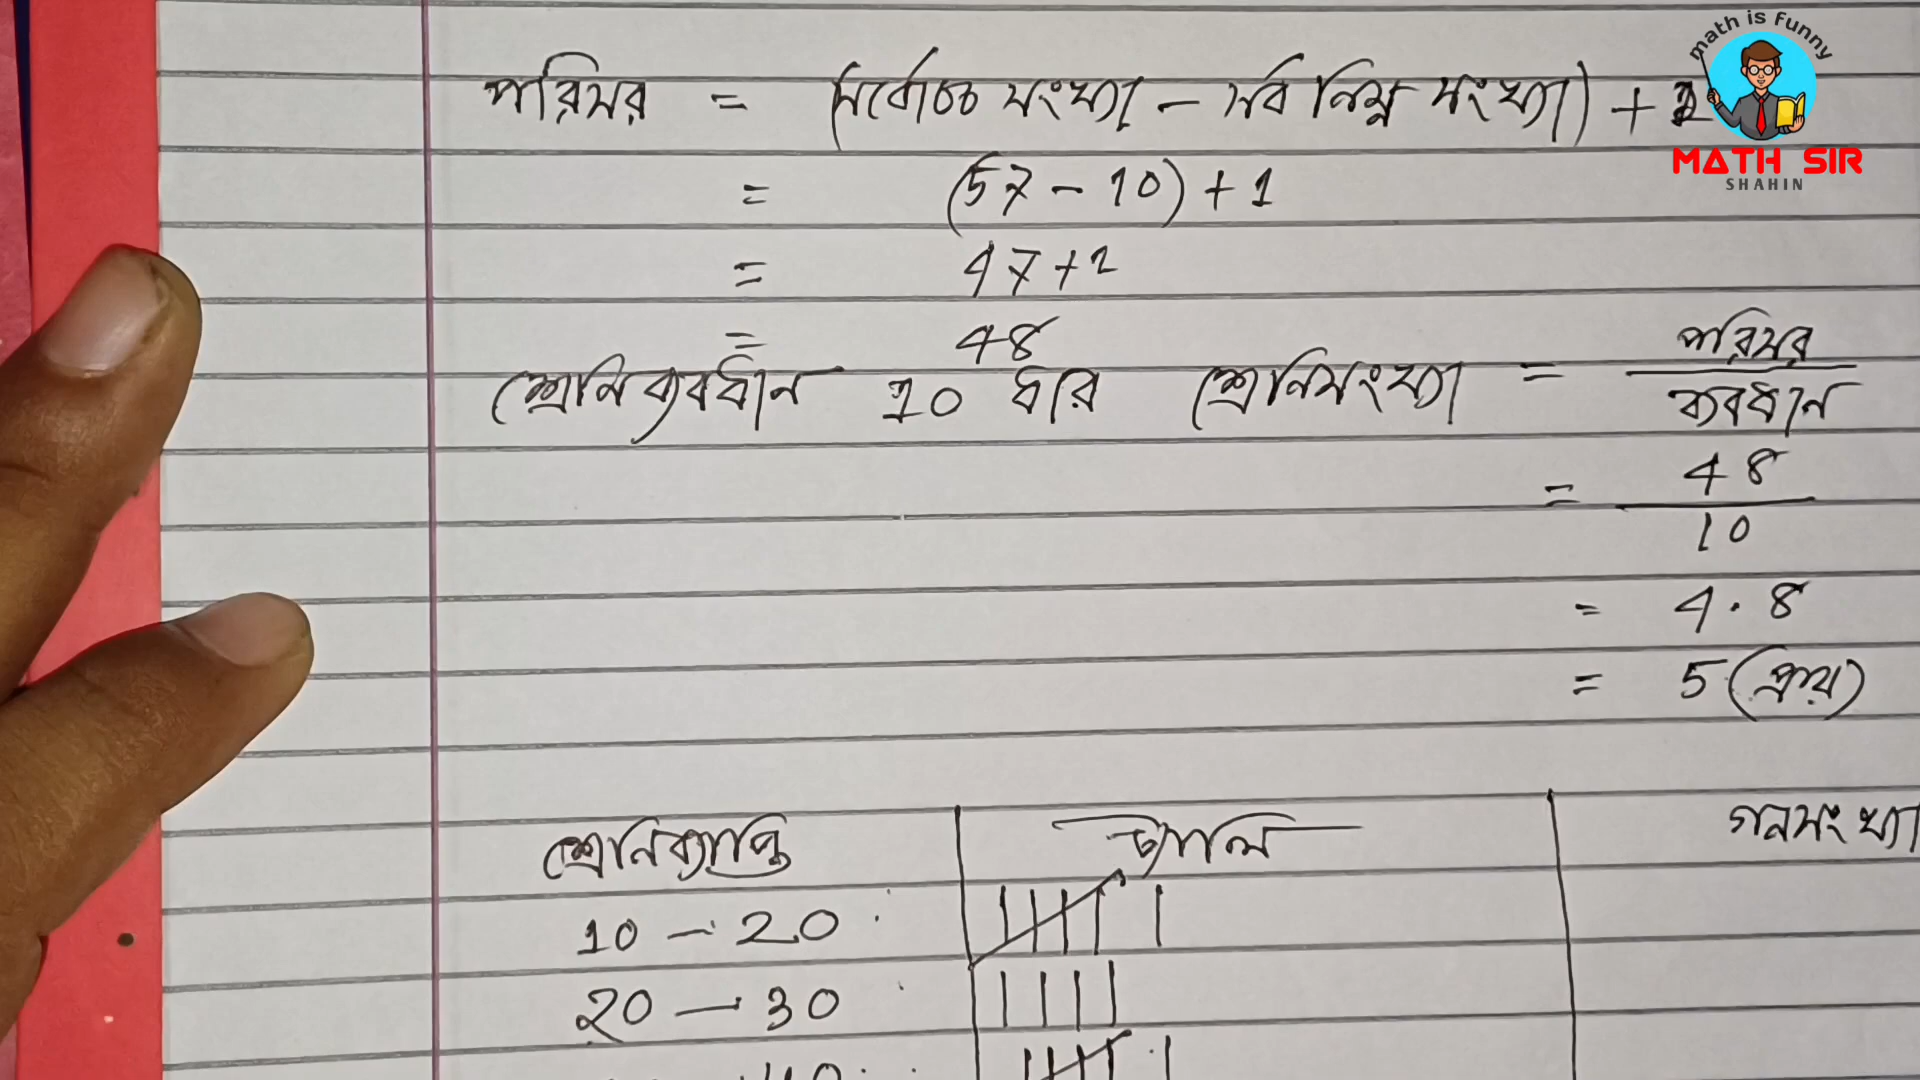 math is Funny
MATH SIR
SHAHIN
পরিসর = (সর্বোচ্চ সংখ্যা - সর্ব নিম্ন সংখ্যা) + 1
= (57 - 10) + 1
= 47 + 1
= 48
শ্রেনিব্যবধান 10 ধরি শ্রেনিসংখ্যা = পরিসর / ব্যবধান
= 48 / 10
= 4.8
= 5 (প্রায়)
শ্রেনিব্যাপ্তি ট্যালি গনসংখ্যা
10 - 20
20 - 30